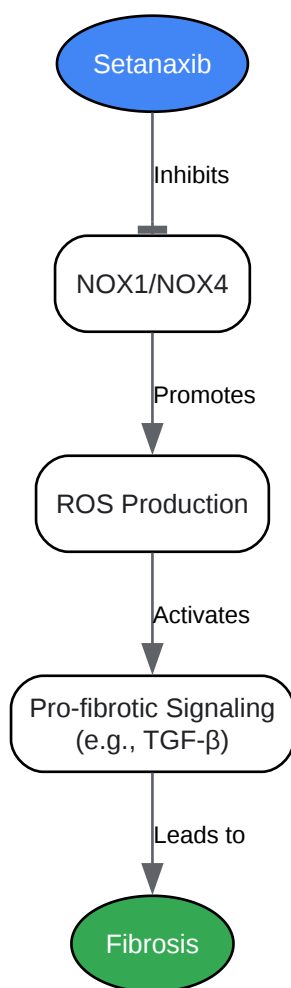 Setanaxib
Inhibits
NOX1/NOX4
Promotes
ROS Production
Activates
Pro-fibrotic Signaling
(e.g., TGF-β)
Leads to
Fibrosis